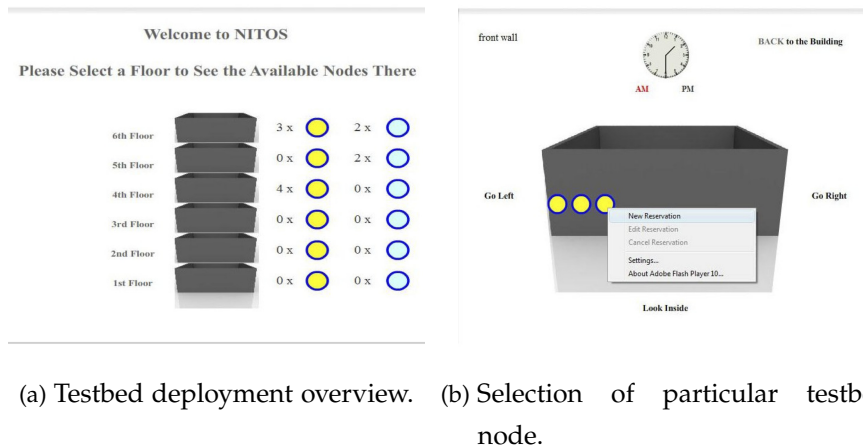 Welcome to NITOS
Please Select a Floor to See the Available Nodes There
6th Floor 3 x 2 x
5th Floor 0 x 2 x
4th Floor 4 x 0 x
3rd Floor 0 x 0 x
2nd Floor 0 x 0 x
1st Floor 0 x 0 x
front wall
BACK to the Building
AM PM
Go Left
Go Right
New Reservation
Edit Reservation
Cancel Reservation
Settings...
About Adobe Flash Player 10...
Look Inside
(a) Testbed deployment overview.
(b) Selection of particular testb
node.